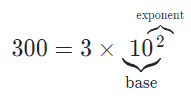 exponent
300 = 3 × 10²
base